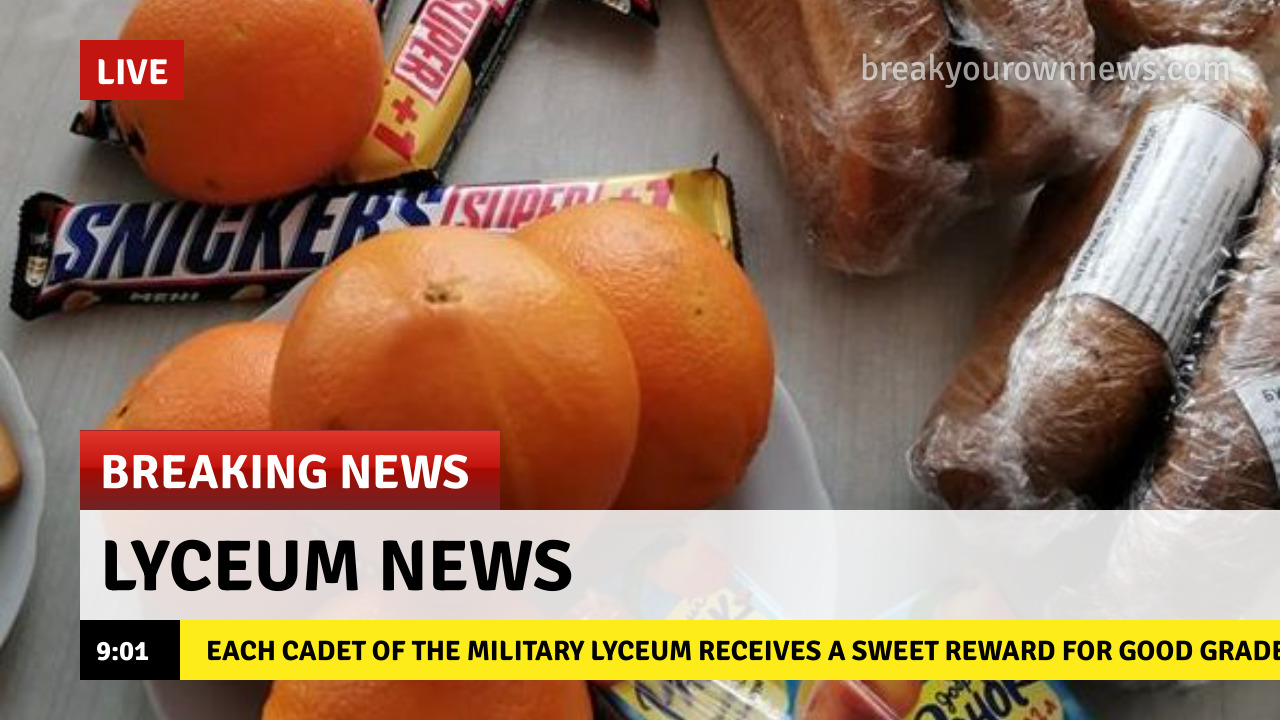 LIVE
breakyourownnews.com
SUPER
+1
SNICKERS
SUPER +1
BREAKING NEWS
LYCEUM NEWS
9:01
EACH CADET OF THE MILITARY LYCEUM RECEIVES A SWEET REWARD FOR GOOD GRADE